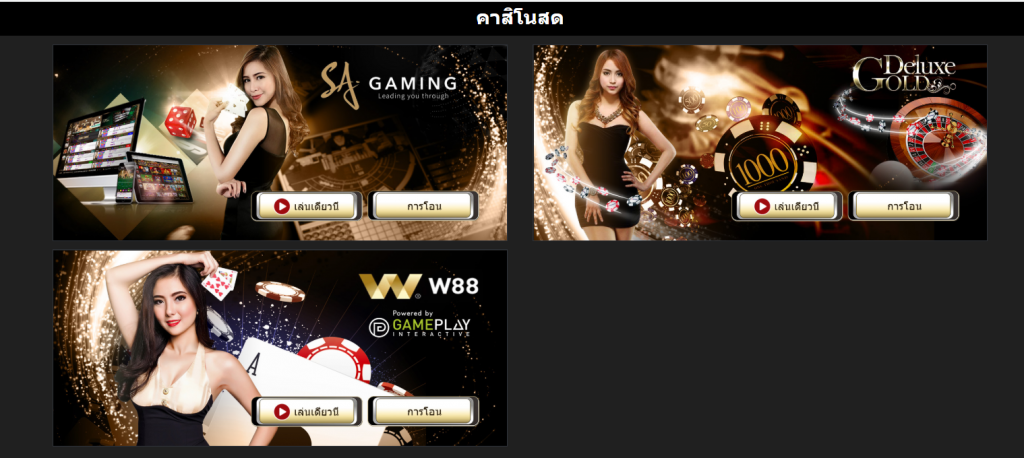 คาสิโนสด
SA GAMING
Leading you through
เล่นเดียวนี้
การโอน
Deluxe
GOLD
1000
เล่นเดียวนี้
การโอน
W88
Powered by
GAMEPLAY
INTERACTIVE
A
เล่นเดียวนี้
การโอน